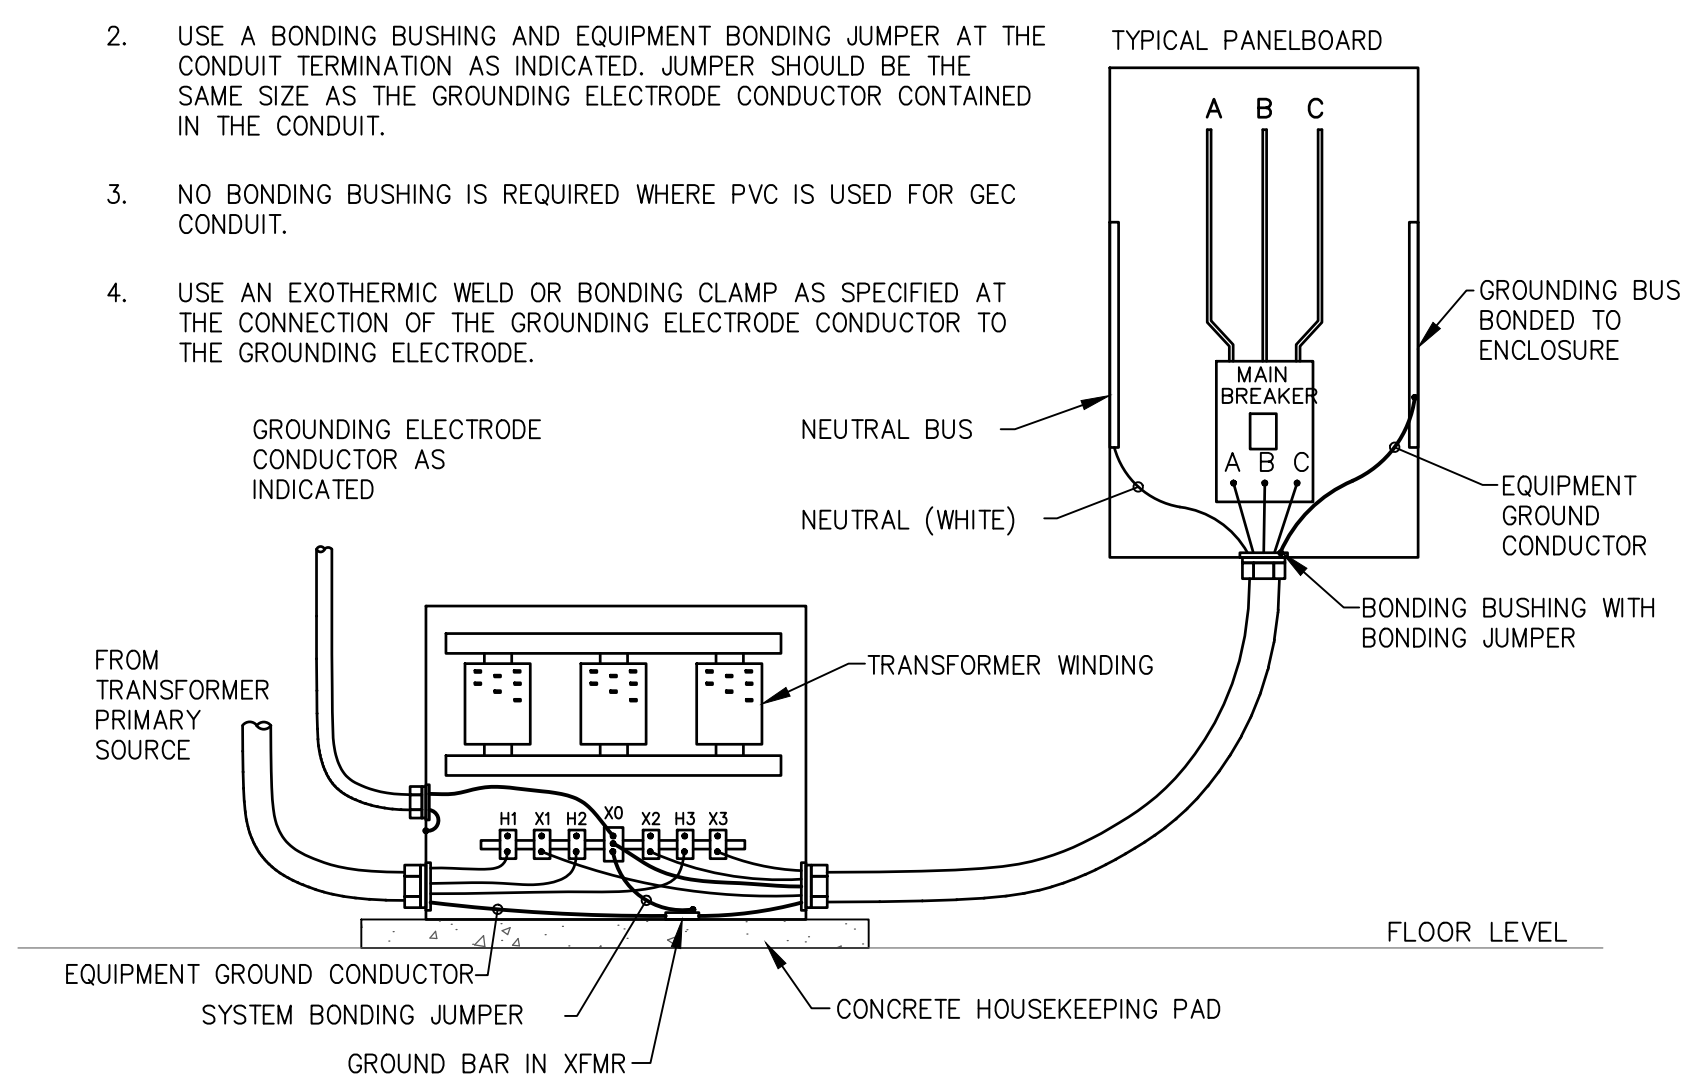 2. USE A BONDING BUSHING AND EQUIPMENT BONDING JUMPER AT THE
CONDUIT TERMINATION AS INDICATED. JUMPER SHOULD BE THE
SAME SIZE AS THE GROUNDING ELECTRODE CONDUCTOR CONTAINED
IN THE CONDUIT.
3. NO BONDING BUSHING IS REQUIRED WHERE PVC IS USED FOR GEC
CONDUIT.
4. USE AN EXOTHERMIC WELD OR BONDING CLAMP AS SPECIFIED AT
THE CONNECTION OF THE GROUNDING ELECTRODE CONDUCTOR TO
THE GROUNDING ELECTRODE.
TYPICAL PANELBOARD
A B C
GROUNDING BUS
BONDED TO
ENCLOSURE
MAIN
BREAKER
A B C
NEUTRAL BUS
NEUTRAL (WHITE)
EQUIPMENT
GROUND
CONDUCTOR
BONDING BUSHING WITH
BONDING JUMPER
GROUNDING ELECTRODE
CONDUCTOR AS
INDICATED
FROM
TRANSFORMER
PRIMARY
SOURCE
TRANSFORMER WINDING
H1 X1 H2 X0 X2 H3 X3
FLOOR LEVEL
EQUIPMENT GROUND CONDUCTOR
SYSTEM BONDING JUMPER
GROUND BAR IN XFMR
CONCRETE HOUSEKEEPING PAD